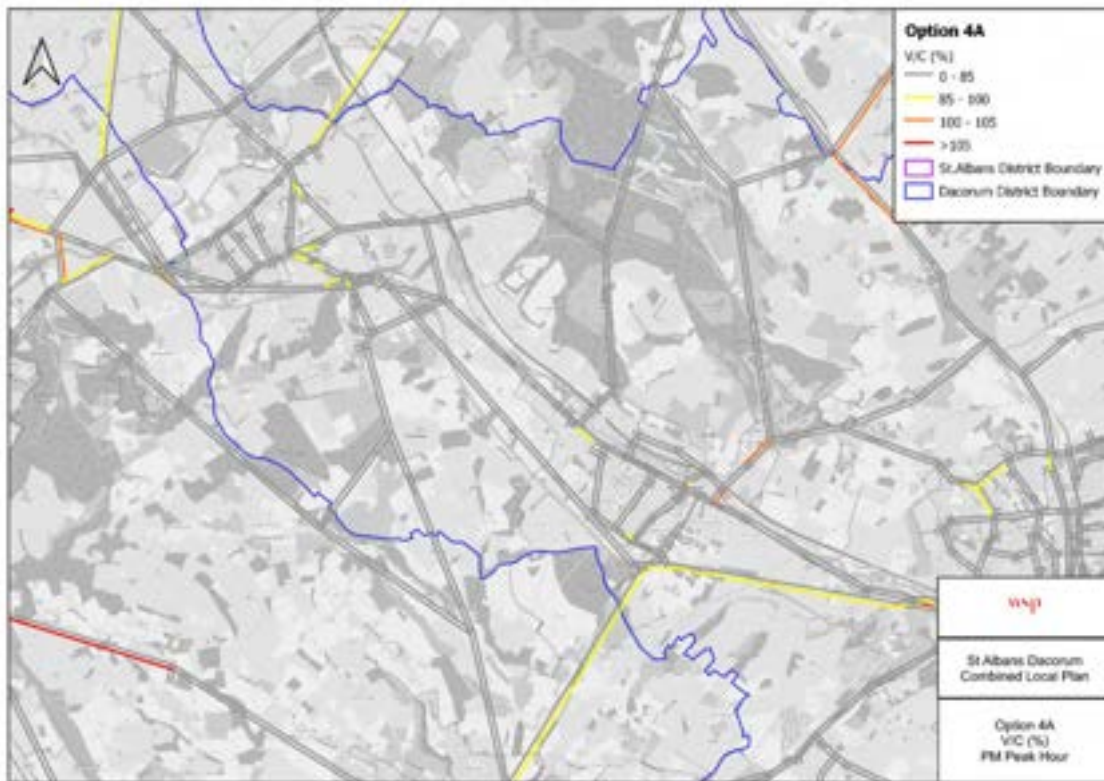 Option 4A
V/C (%)
0 - 85
85 - 100
100 - 105
>105
St.Albans District Boundary
Dacorum District Boundary
wsp
St Albans Dacorum
Combined Local Plan
Option 4A
V/C (%)
PM Peak Hour